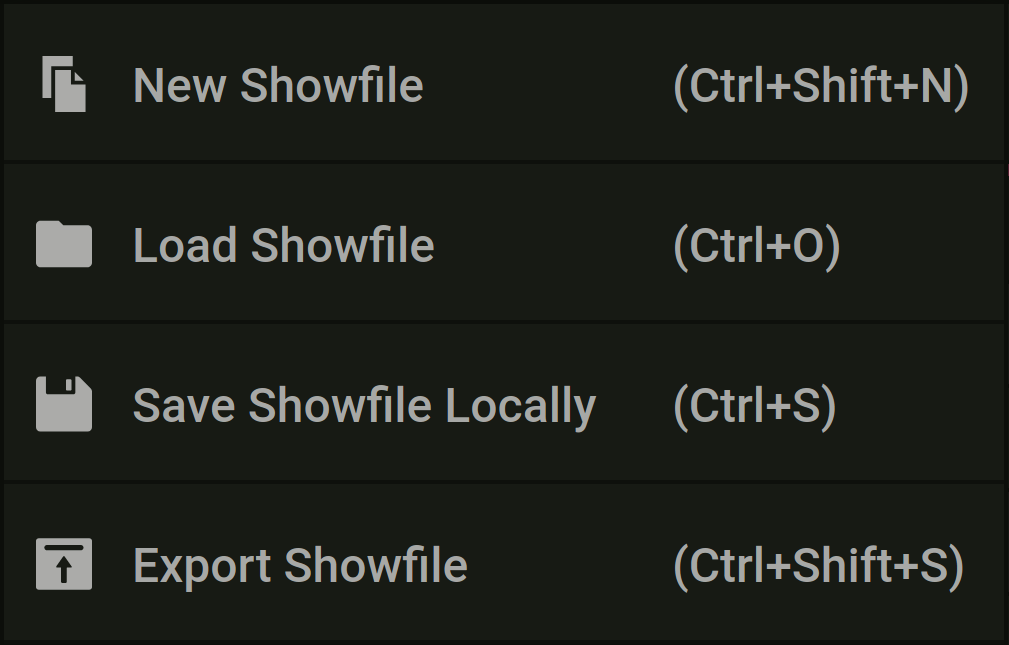 New Showfile (Ctrl+Shift+N)
Load Showfile (Ctrl+O)
Save Showfile Locally (Ctrl+S)
Export Showfile (Ctrl+Shift+S)